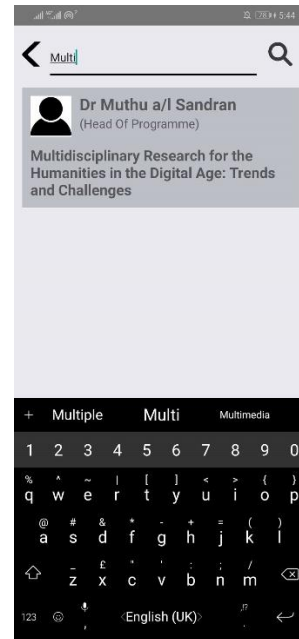 78 5:44
Multi
Dr Muthu a/l Sandran
(Head Of Programme)
Multidisciplinary Research for the
Humanities in the Digital Age: Trends
and Challenges
+ Multiple Multi Multimedia
1 2 3 4 5 6 7 8 9 0
% ^ ~ | [ ] < > { }
q w e r t y u i o p
@ # & * - + = ( )
a s d f g h j k l
_ £ " ' : ; /
z x c v b n m
123 , English (UK) .!?